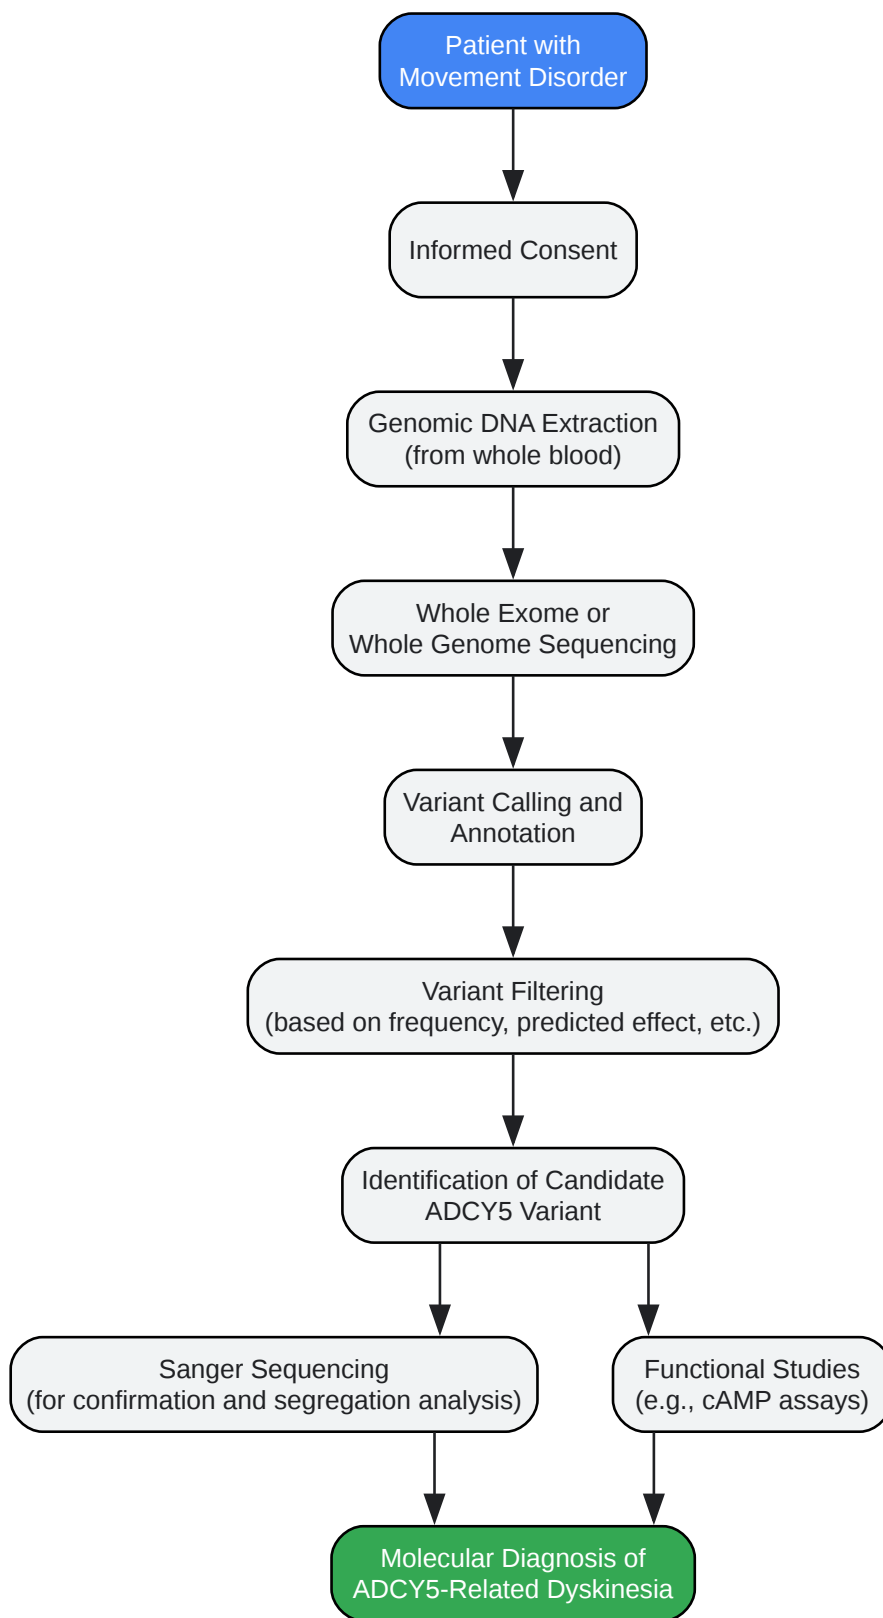 Patient with
Movement Disorder
Informed Consent
Genomic DNA Extraction
(from whole blood)
Whole Exome or
Whole Genome Sequencing
Variant Calling and
Annotation
Variant Filtering
(based on frequency, predicted effect, etc.)
Identification of Candidate
ADCY5 Variant
Sanger Sequencing
(for confirmation and segregation analysis)
Functional Studies
(e.g., cAMP assays)
Molecular Diagnosis of
ADCY5-Related Dyskinesia